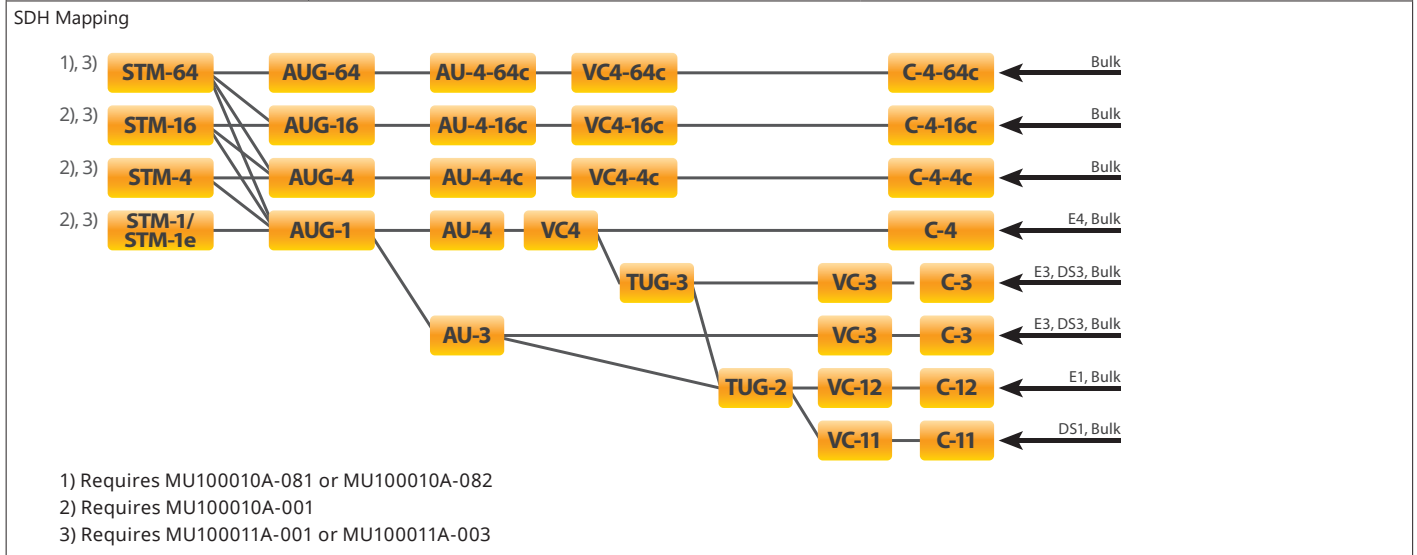 SDH Mapping
1), 3) STM-64 AUG-64 AU-4-64c VC4-64c C-4-64c Bulk
2), 3) STM-16 AUG-16 AU-4-16c VC4-16c C-4-16c Bulk
2), 3) STM-4 AUG-4 AU-4-4c VC4-4c C-4-4c Bulk
2), 3) STM-1/
STM-1e AUG-1 AU-4 VC4 C-4 E4, Bulk
TUG-3 VC-3 C-3 E3, DS3, Bulk
AU-3 VC-3 C-3 E3, DS3, Bulk
TUG-2 VC-12 C-12 E1, Bulk
VC-11 C-11 DS1, Bulk
1) Requires MU100010A-081 or MU100010A-082
2) Requires MU100010A-001
3) Requires MU100011A-001 or MU100011A-003